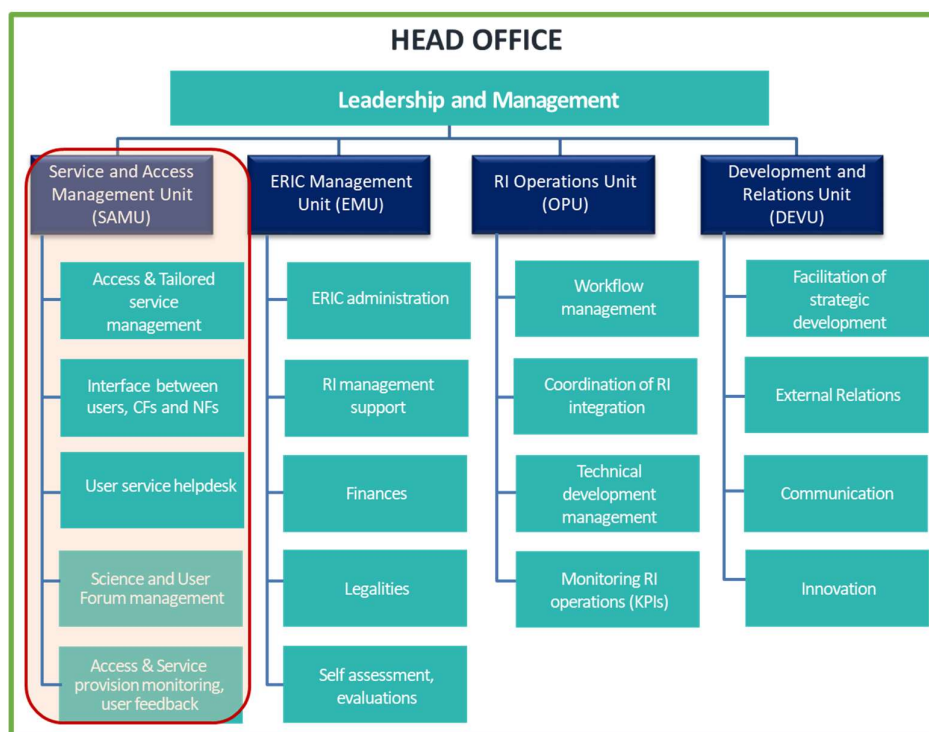 HEAD OFFICE
Leadership and Management
Service and Access
Management Unit
(SAMU)
Access & Tailored
service
management
Interface between
users, CFs and NFs
User service helpdesk
Science and User
Forum management
Access & Service
provision monitoring,
user feedback
ERIC Management
Unit (EMU)
ERIC administration
RI management
support
Finances
Legalities
Self assessment,
evaluations
RI Operations Unit
(OPU)
Workflow
management
Coordination of RI
integration
Technical
development
management
Monitoring RI
operations (KPIs)
Development and
Relations Unit
(DEVU)
Facilitation of
strategic
development
External Relations
Communication
Innovation